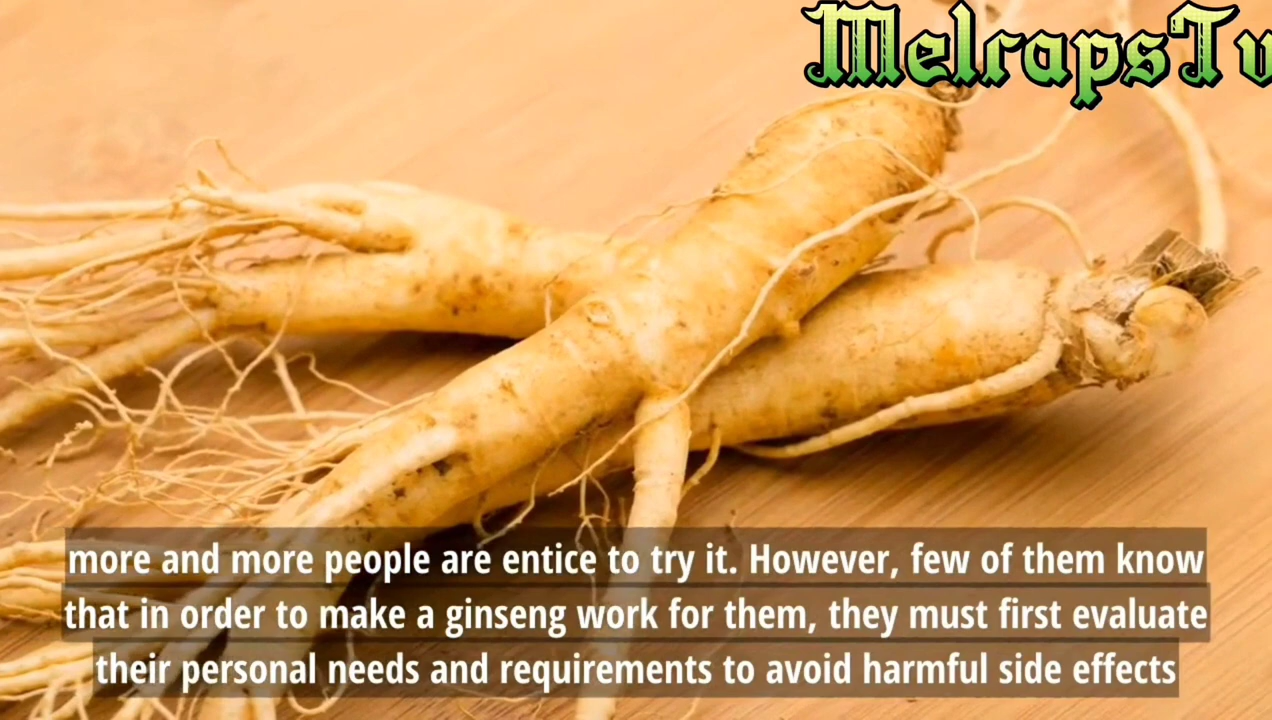 MelrapsTv
more and more people are entice to try it. However, few of them know
that in order to make a ginseng work for them, they must first evaluate
their personal needs and requirements to avoid harmful side effects